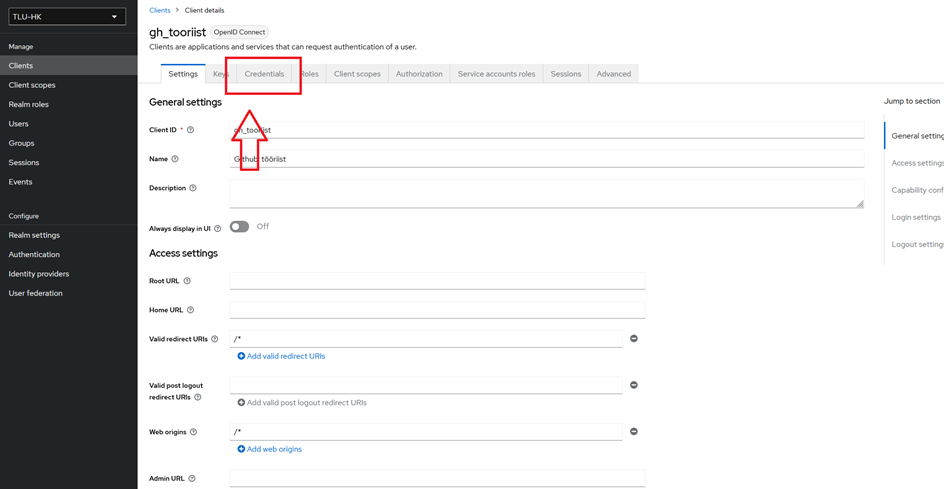 TLU-HK
Manage
Clients
Client scopes
Realm roles
Users
Groups
Sessions
Events
Configure
Realm settings
Authentication
Identity providers
User federation
Clients > Client details
gh_tooriist OpenID Connect
Clients are applications and services that can request authentication of a user.
Settings Keys Credentials Roles Client scopes Authorization Service accounts roles Sessions Advanced
General settings
Client ID * gh_tooriist
Name Github tööriist
Description
Always display in UI Off
Access settings
Root URL
Home URL
Valid redirect URIs /*
Add valid redirect URIs
Valid post logout
redirect URIs
Add valid post logout redirect URIs
Web origins /*
Add web origins
Admin URL
Jump to section
General setting
Access settings
Capability conf
Login settings
Logout setting